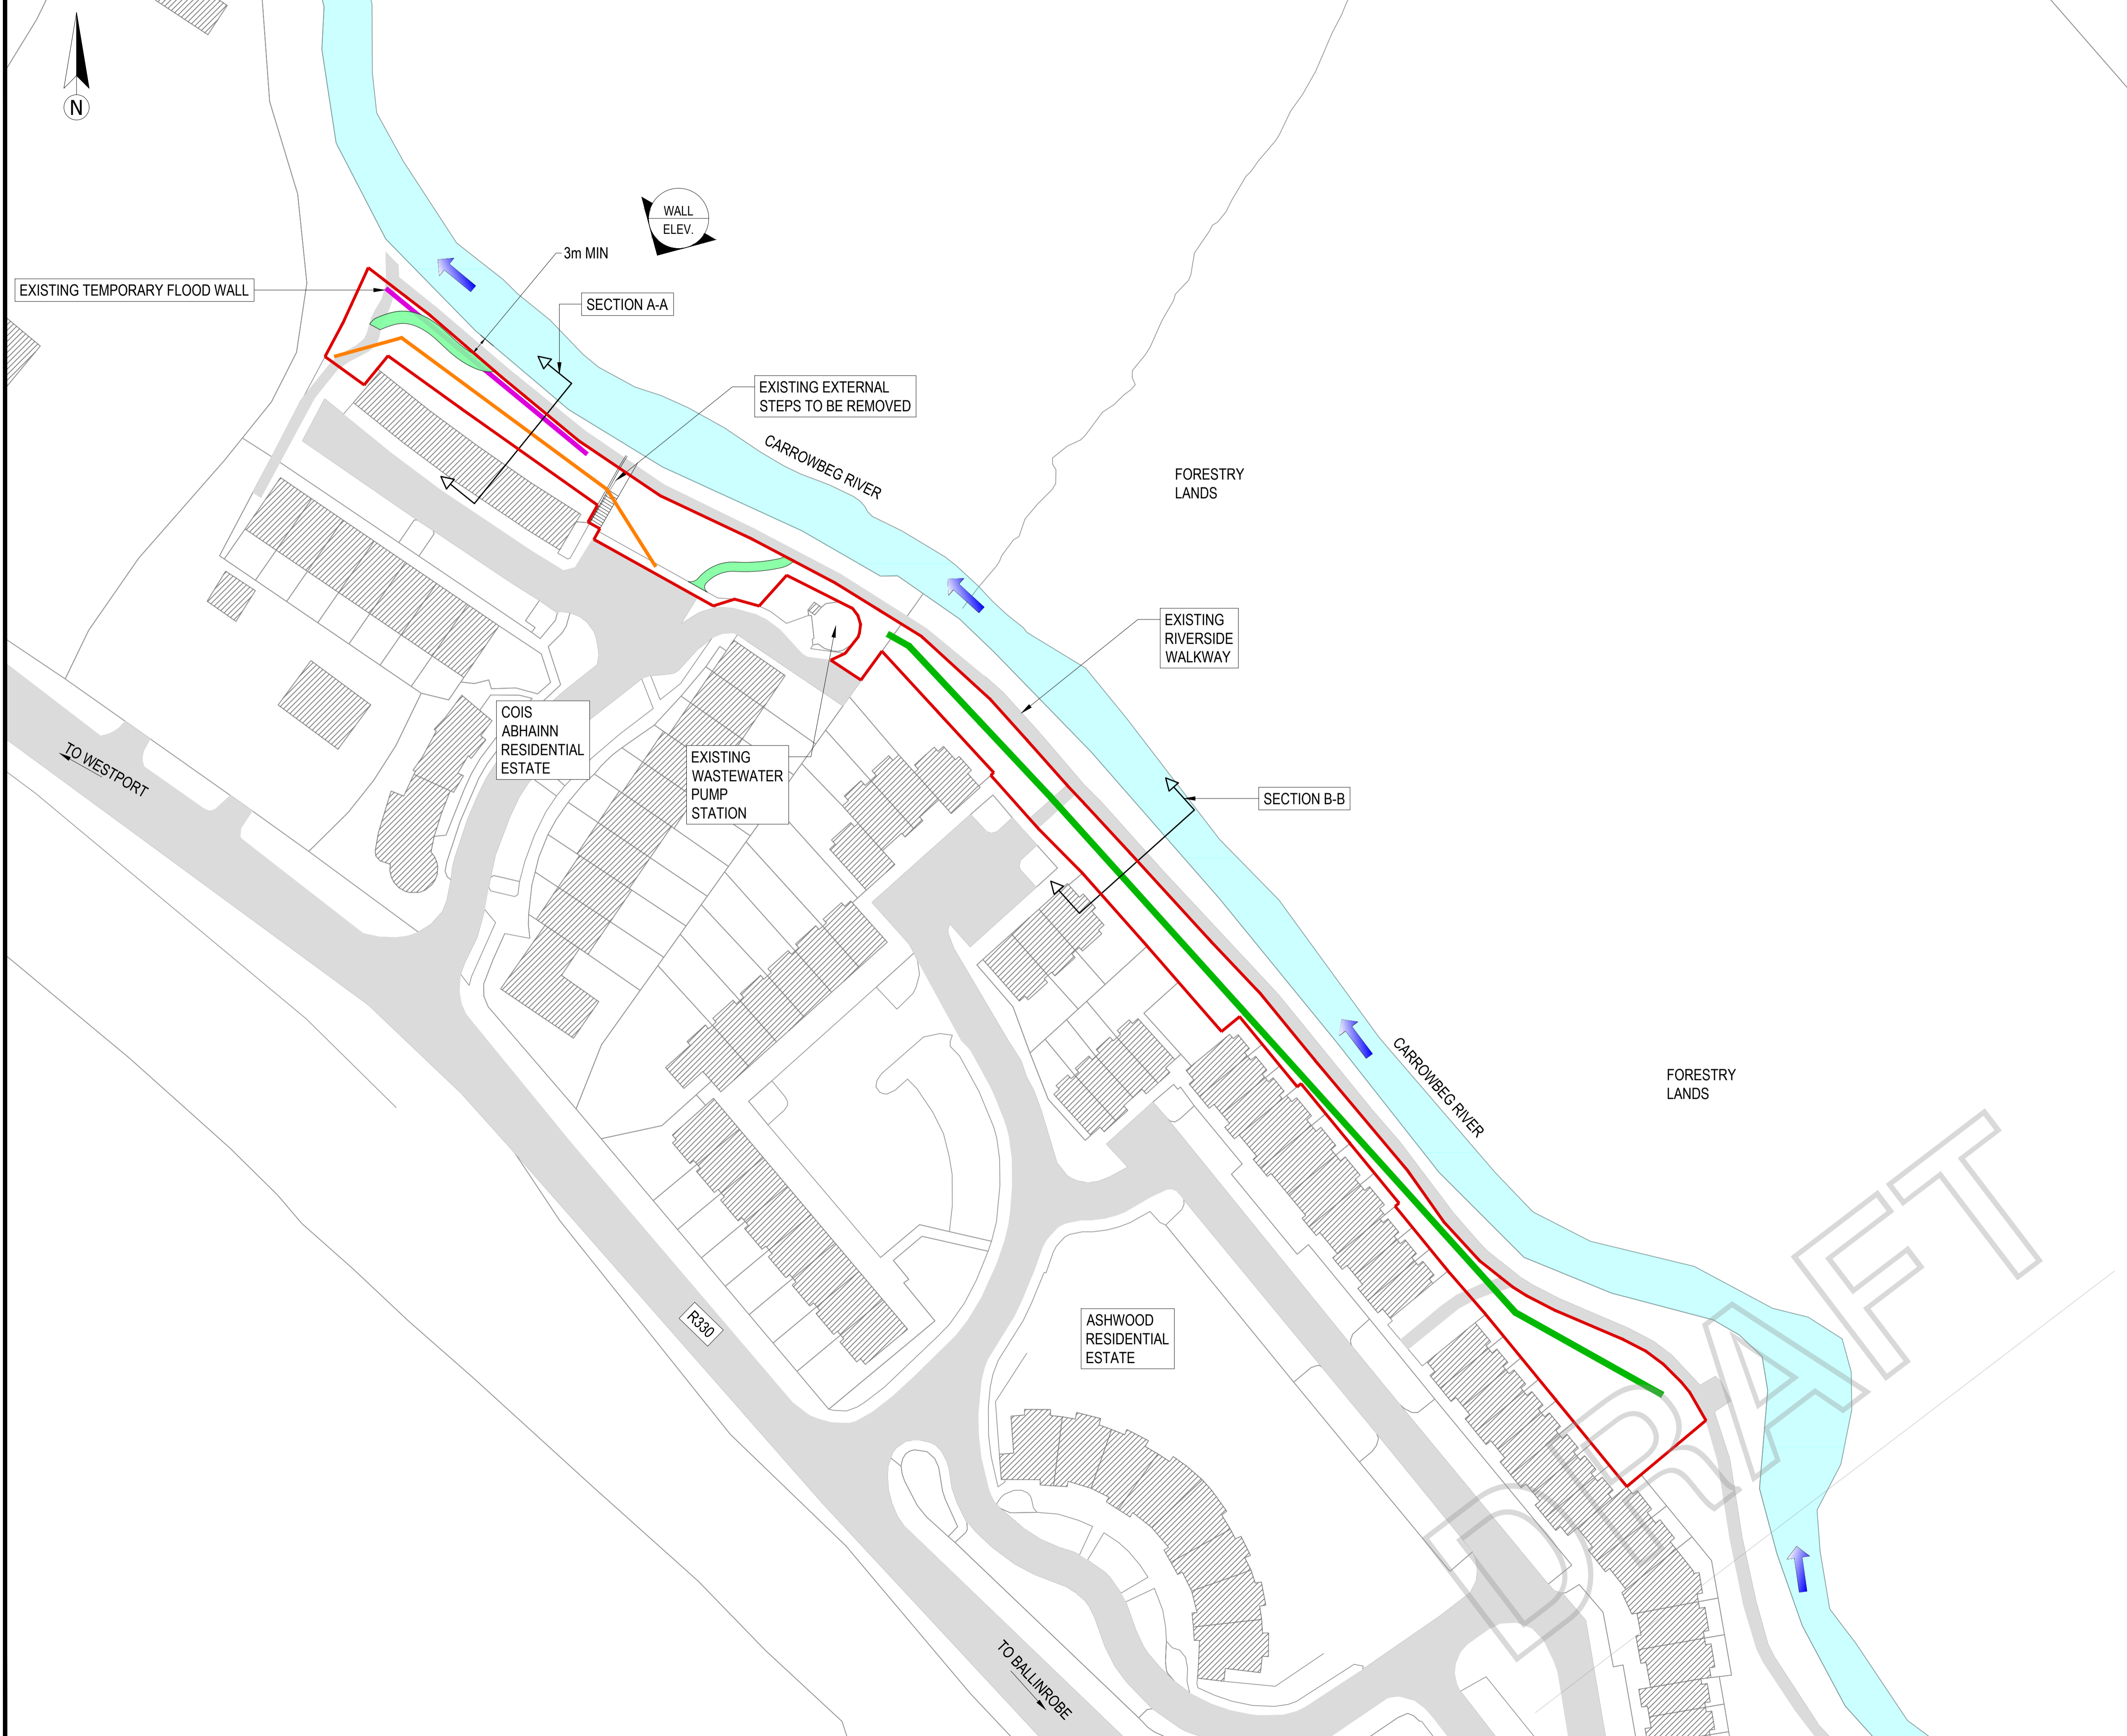 N
WALL
ELEV.
3m MIN
EXISTING TEMPORARY FLOOD WALL
SECTION A-A
EXISTING EXTERNAL
STEPS TO BE REMOVED
CARROWBEG RIVER
FORESTRY
LANDS
EXISTING
RIVERSIDE
WALKWAY
COIS
ABHAINN
RESIDENTIAL
ESTATE
TO WESTPORT
EXISTING
WASTEWATER
PUMP
STATION
SECTION B-B
CARROWBEG RIVER
FORESTRY
LANDS
R330
ASHWOOD
RESIDENTIAL
ESTATE
DRAFT
TO BALLINROBE